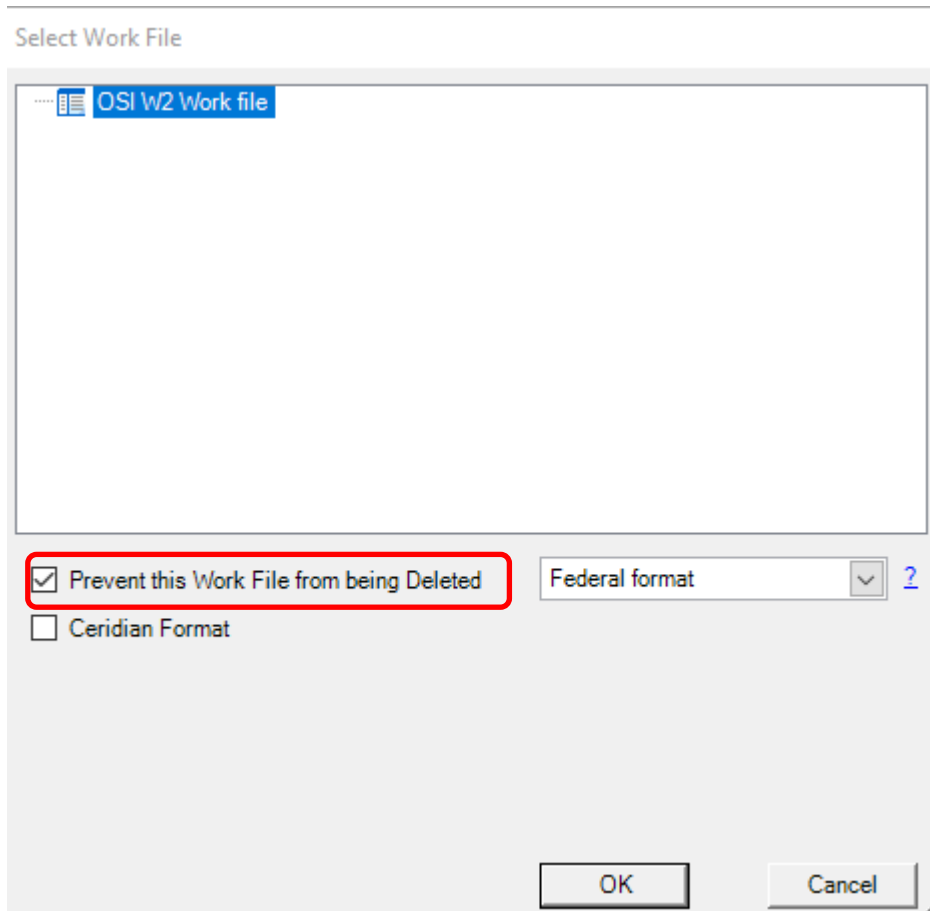 Select Work File
OSI W2 Work file
Prevent this Work File from being Deleted
Federal format
?
Ceridian Format
OK
Cancel